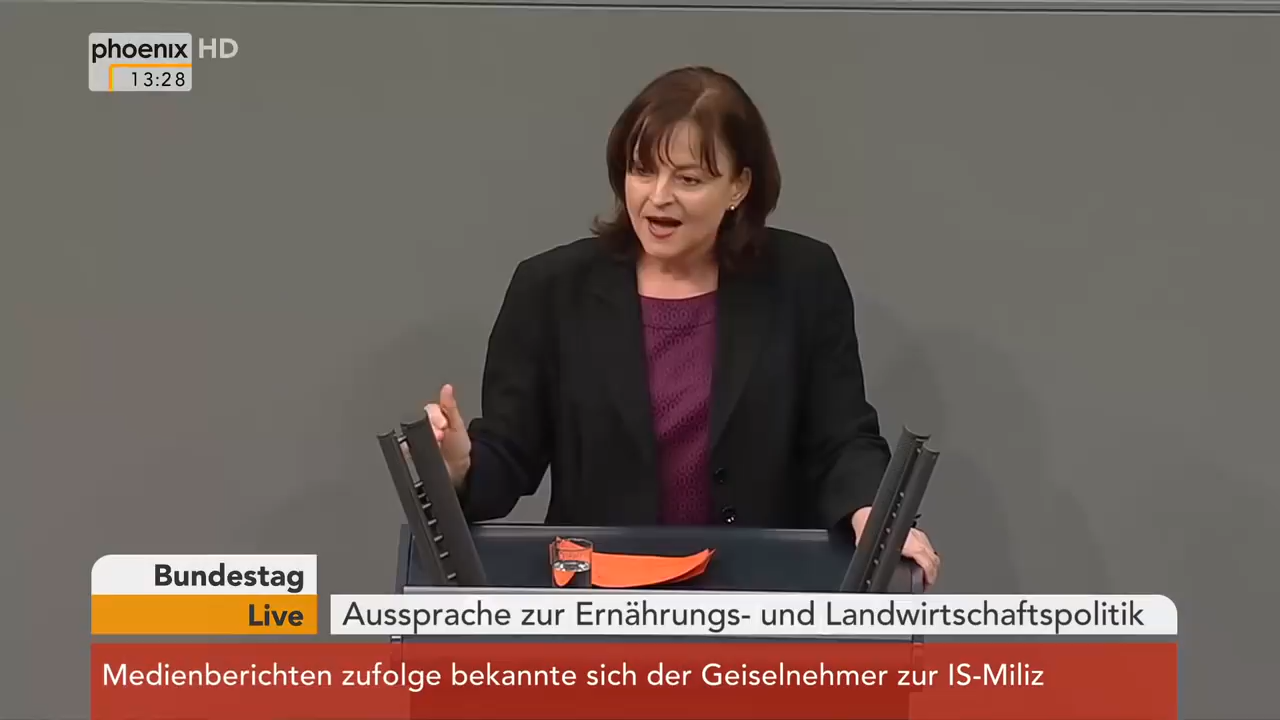 phoenix HD
13:28
Bundestag
Live
Aussprache zur Ernährungs- und Landwirtschaftspolitik
Medienberichten zufolge bekannte sich der Geiselnehmer zur IS-Miliz